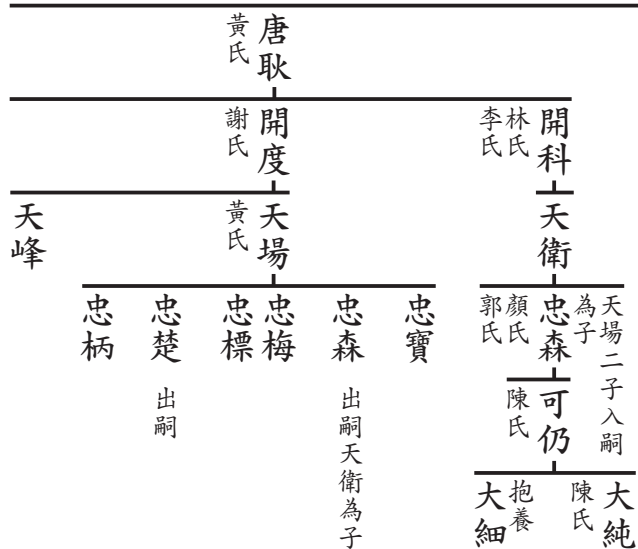 唐耿
黃氏
開科
林氏
李氏
開度
謝氏
天衛
天場
黃氏
天峰
天場二子入嗣
為子
忠森
顏氏
郭氏
忠寶
忠森
出嗣天衛為子
忠梅
忠標
忠楚
出嗣
忠柄
可仍
陳氏
大純
陳氏
抱養
大細